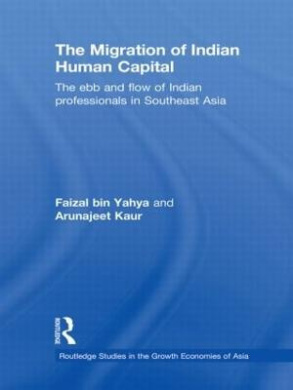 The Migration of Indian
Human Capital
The ebb and flow of Indian
professionals in Southeast Asia
Faizal bin Yahya and
Arunajeet Kaur
ROUTLEDGE
Routledge Studies in the Growth Economies of Asia